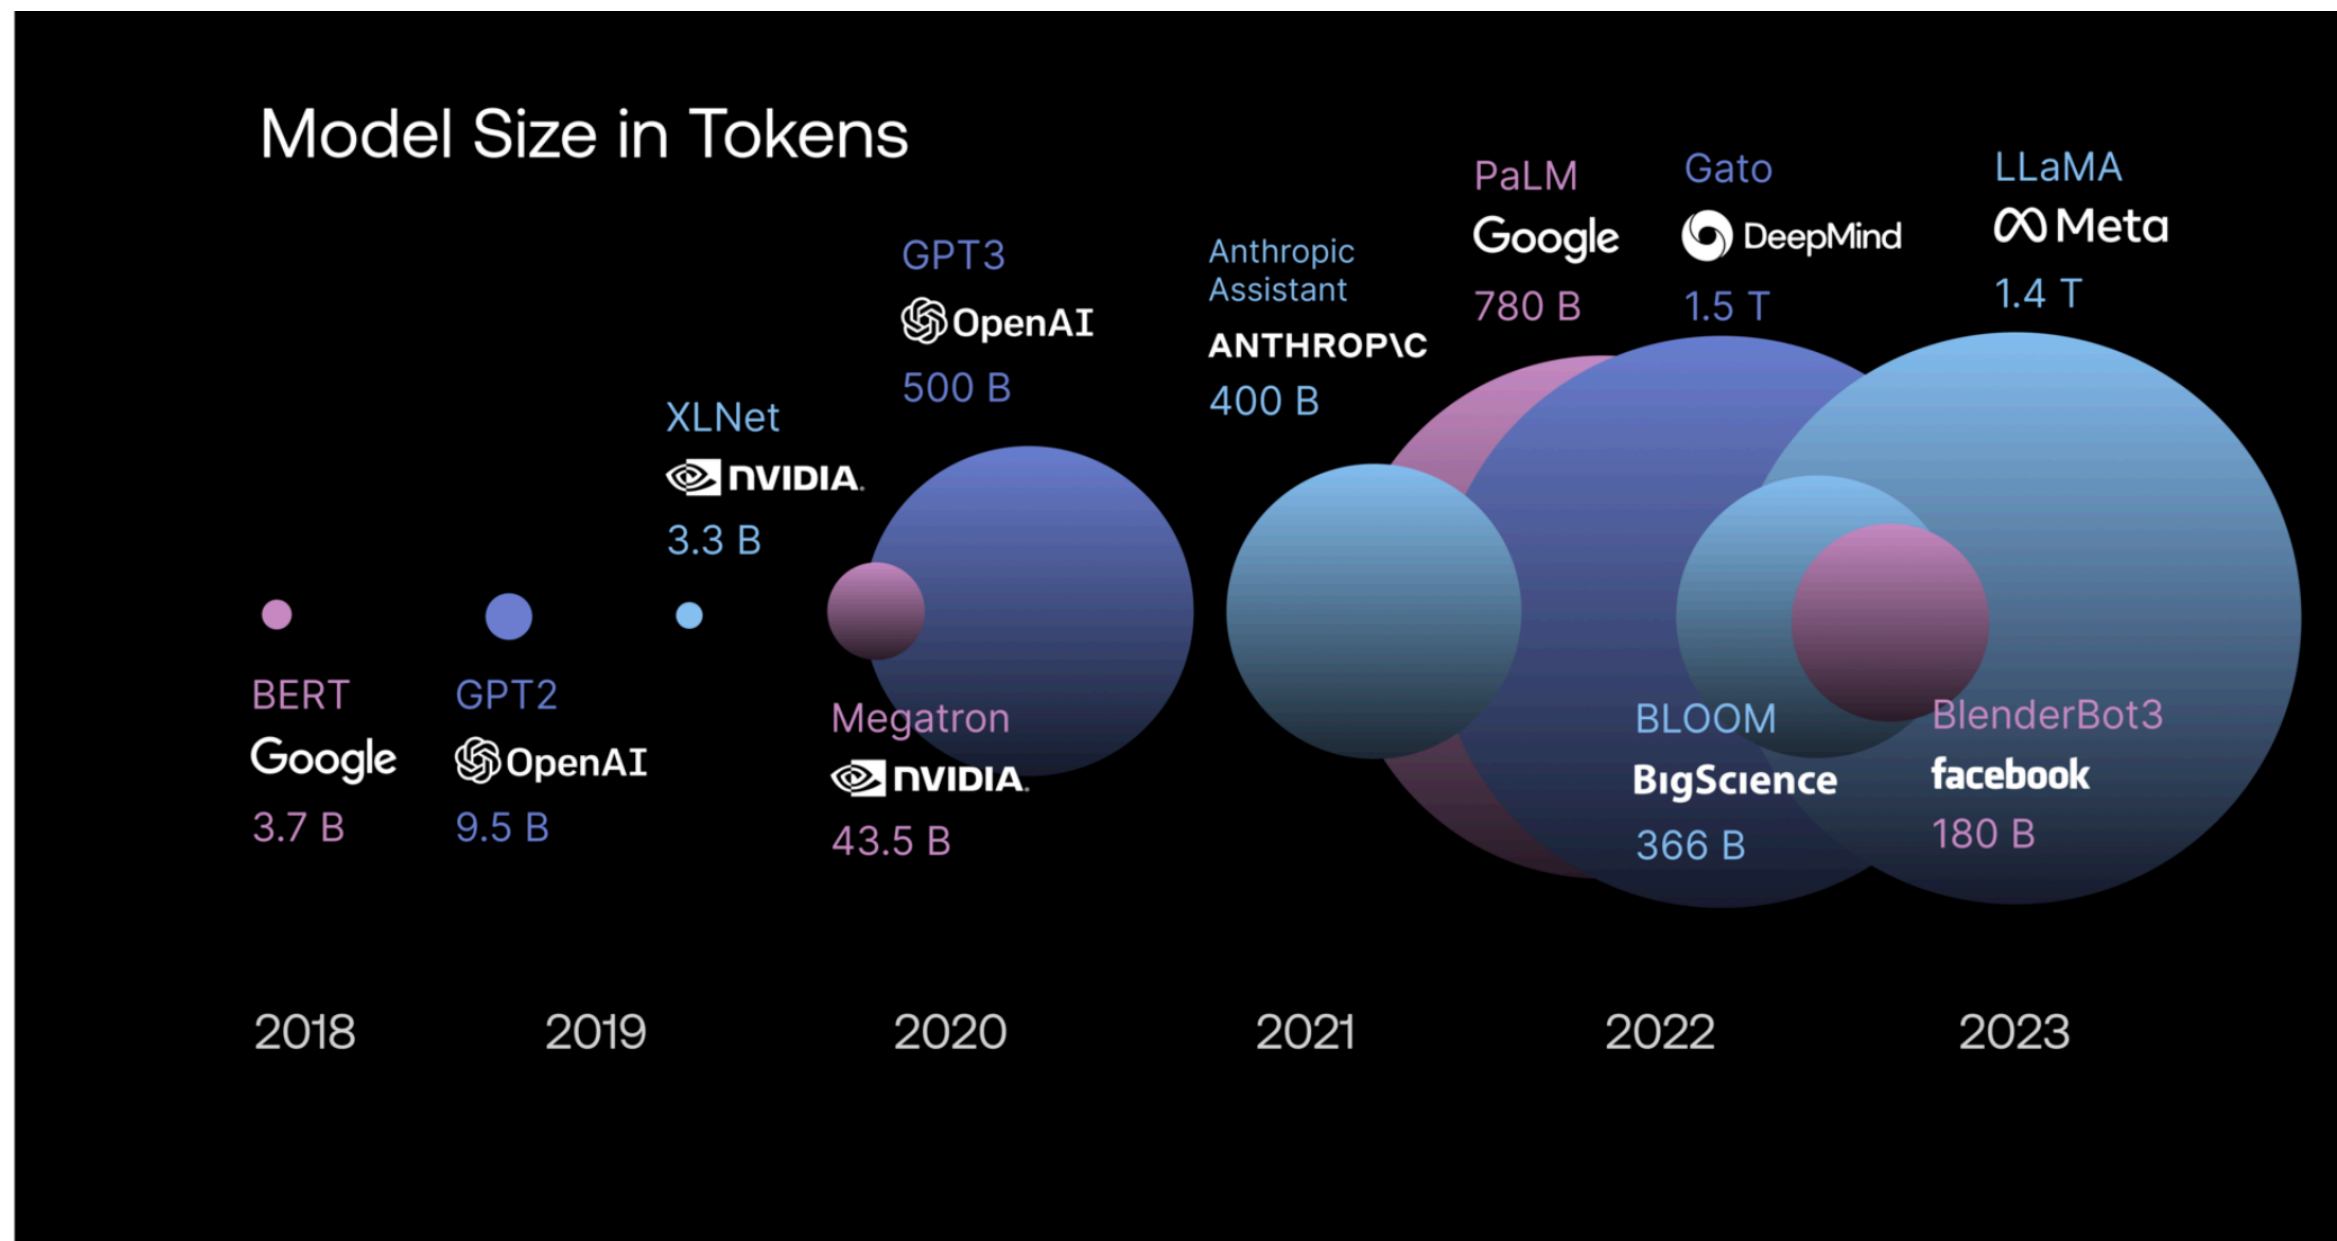 Model Size in Tokens
PaLM
Google
780 B
Gato
DeepMind
1.5 T
LLaMA
Meta
1.4 T
GPT3
OpenAI
500 B
Anthropic
Assistant
ANTHROP\C
400 B
XLNet
NVIDIA.
3.3 B
BERT
Google
3.7 B
GPT2
OpenAI
9.5 B
Megatron
NVIDIA.
43.5 B
BLOOM
BigScience
366 B
BlenderBot3
facebook
180 B
2018
2019
2020
2021
2022
2023